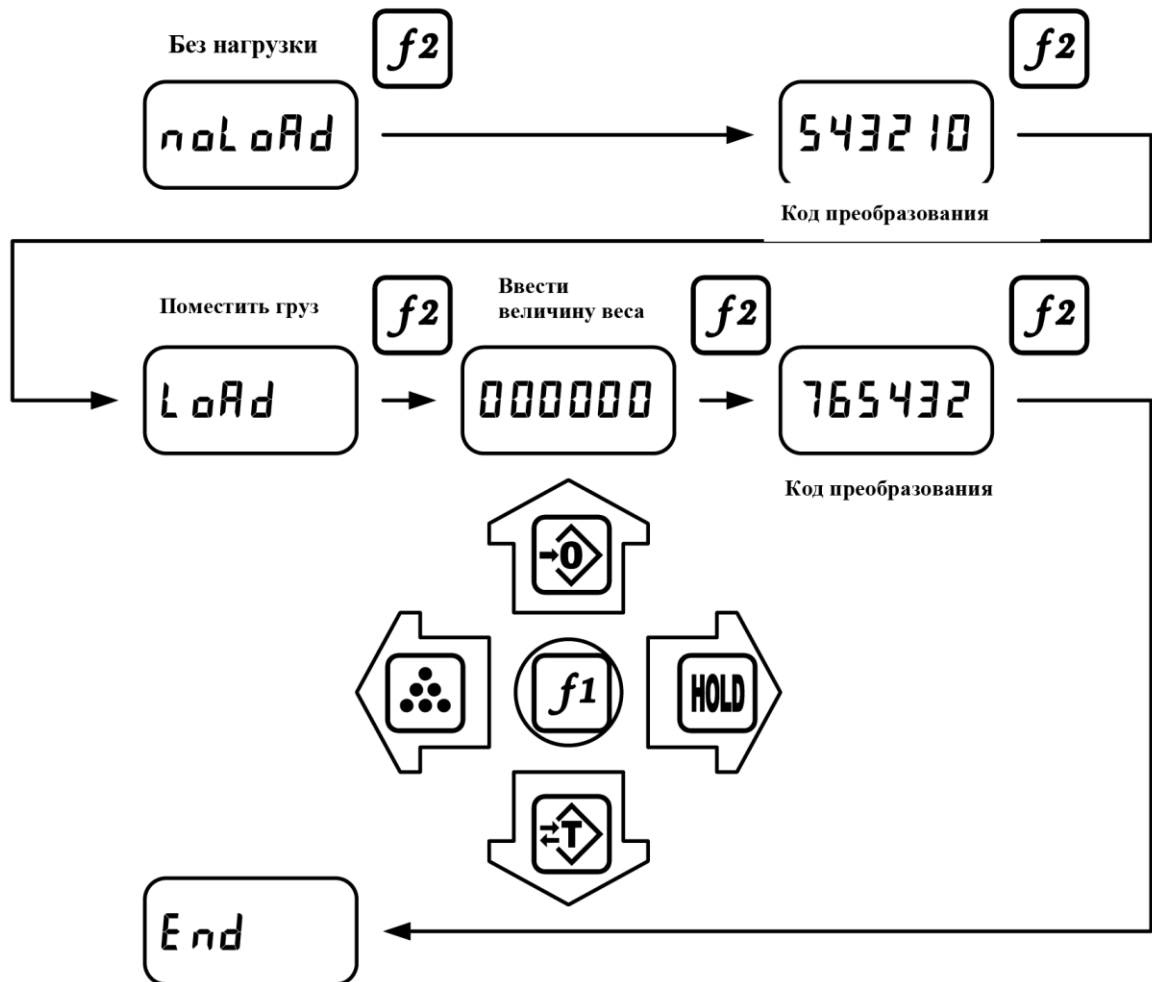 Без нагрузки
f2
f2
noLoAd
543210
Код преобразования
Поместить груз
f2
Ввести
величину веса
f2
f2
LoAd
000000
765432
Код преобразования
→0
f1
HOLD
T
End